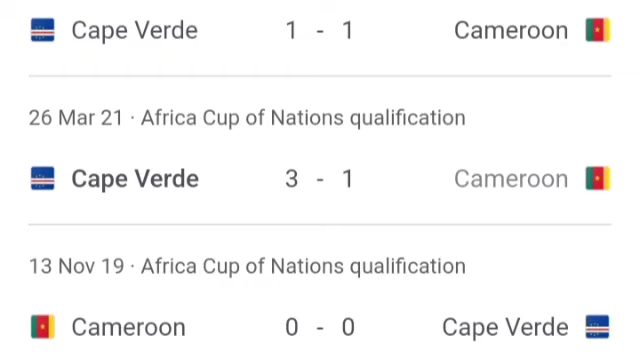 Cape Verde 1 - 1 Cameroon
26 Mar 21 · Africa Cup of Nations qualification
Cape Verde 3 - 1 Cameroon
13 Nov 19 · Africa Cup of Nations qualification
Cameroon 0 - 0 Cape Verde